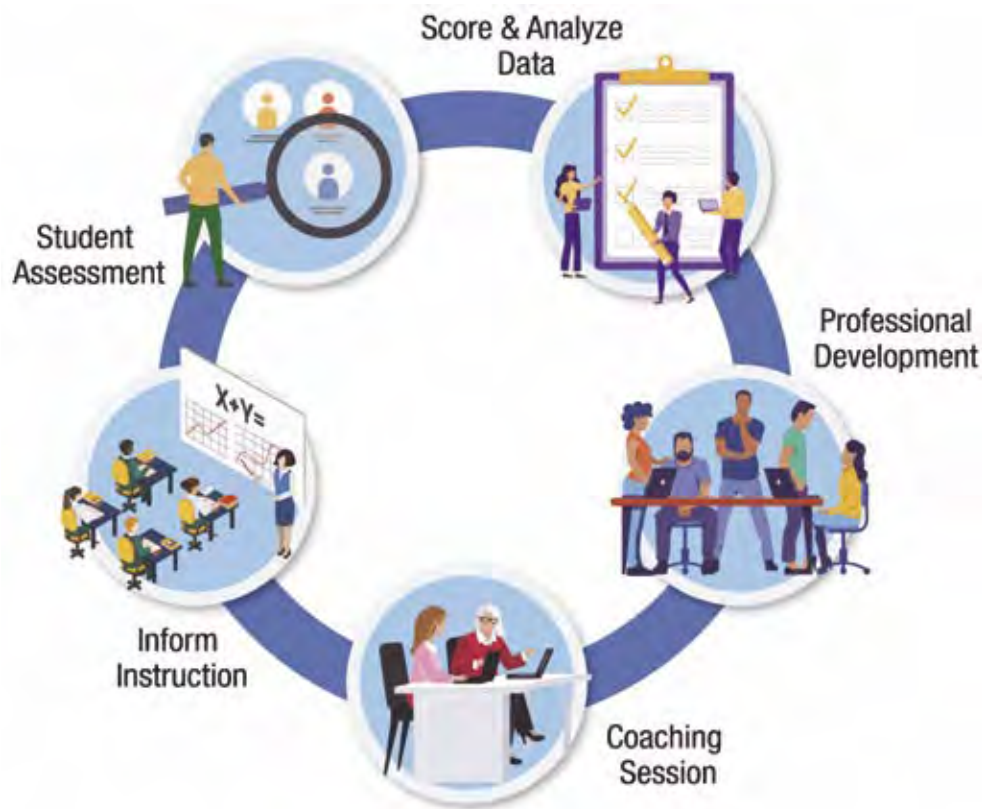 Score & Analyze
Data
Student
Assessment
Professional
Development
X+Y=
Inform
Instruction
Coaching
Session